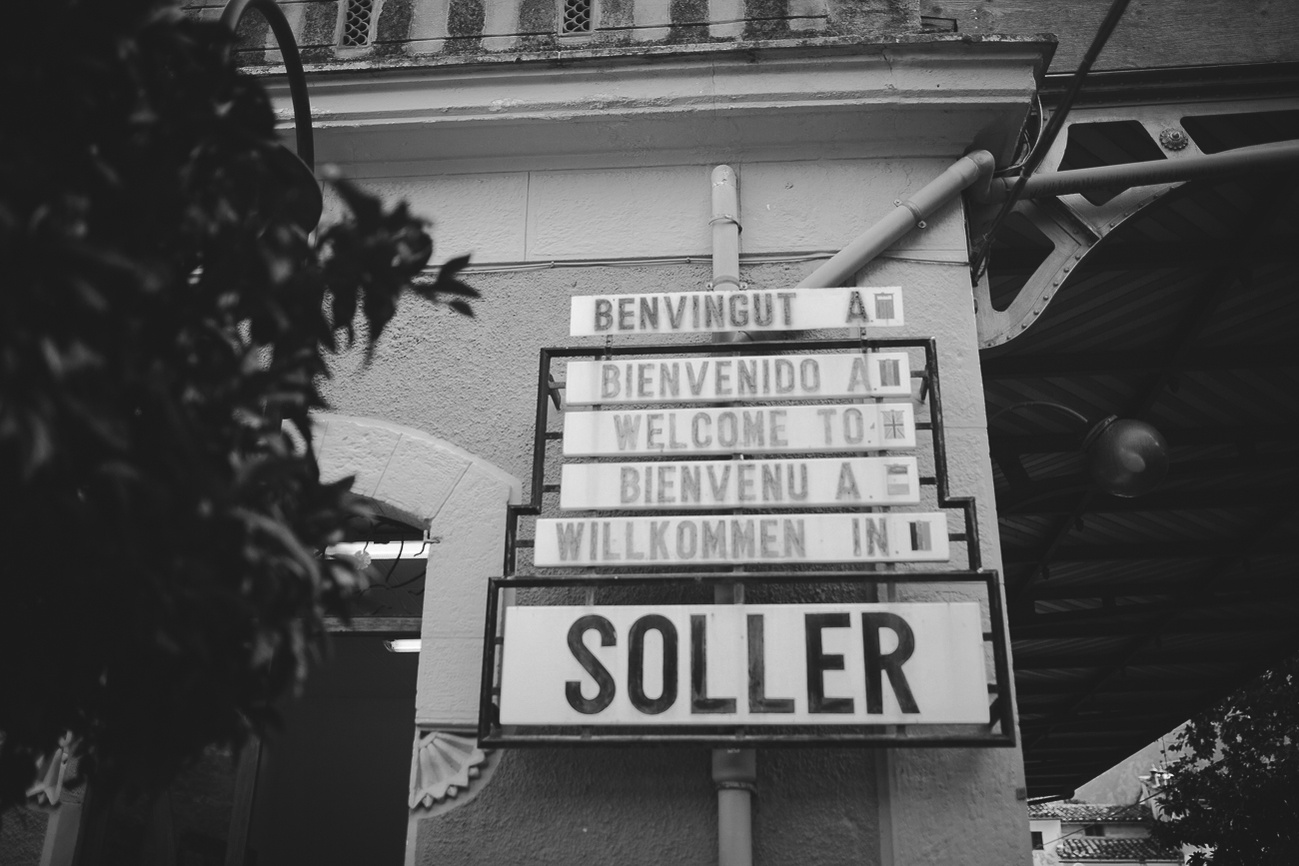 BENVINGUT A
BIENVENIDO A
WELCOME TO
BIENVENU A
WILLKOMMEN IN
SOLLER